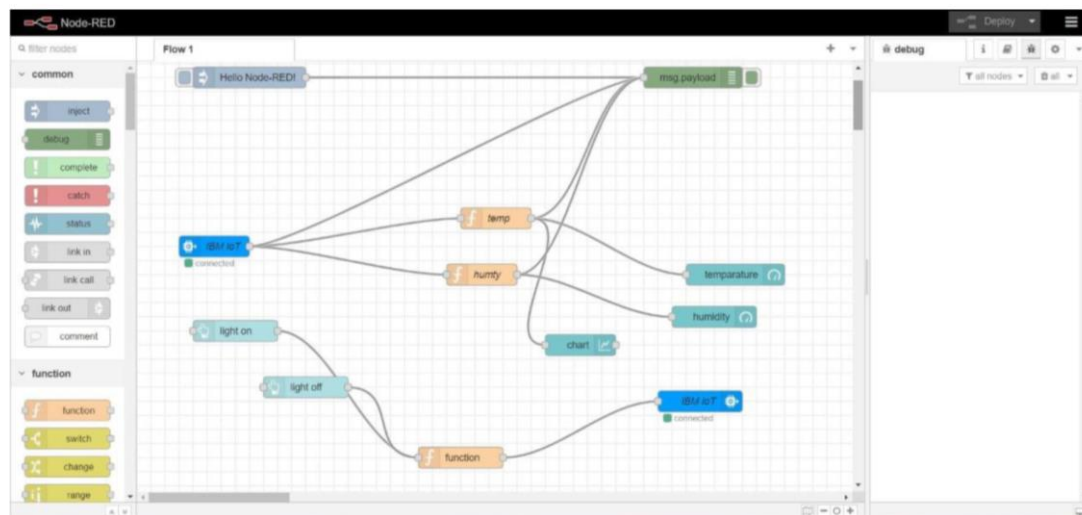 Node-RED
Deploy
filter nodes
Flow 1
debug
i
common
Hello Node-RED!
msg.payload
all nodes
all
inject
debug
complete
catch
status
temp
link in
IBM IoT
connected
humty
temparature
link call
link out
humidity
light on
comment
chart
function
light off
IBM IoT
function
connected
switch
function
change
range